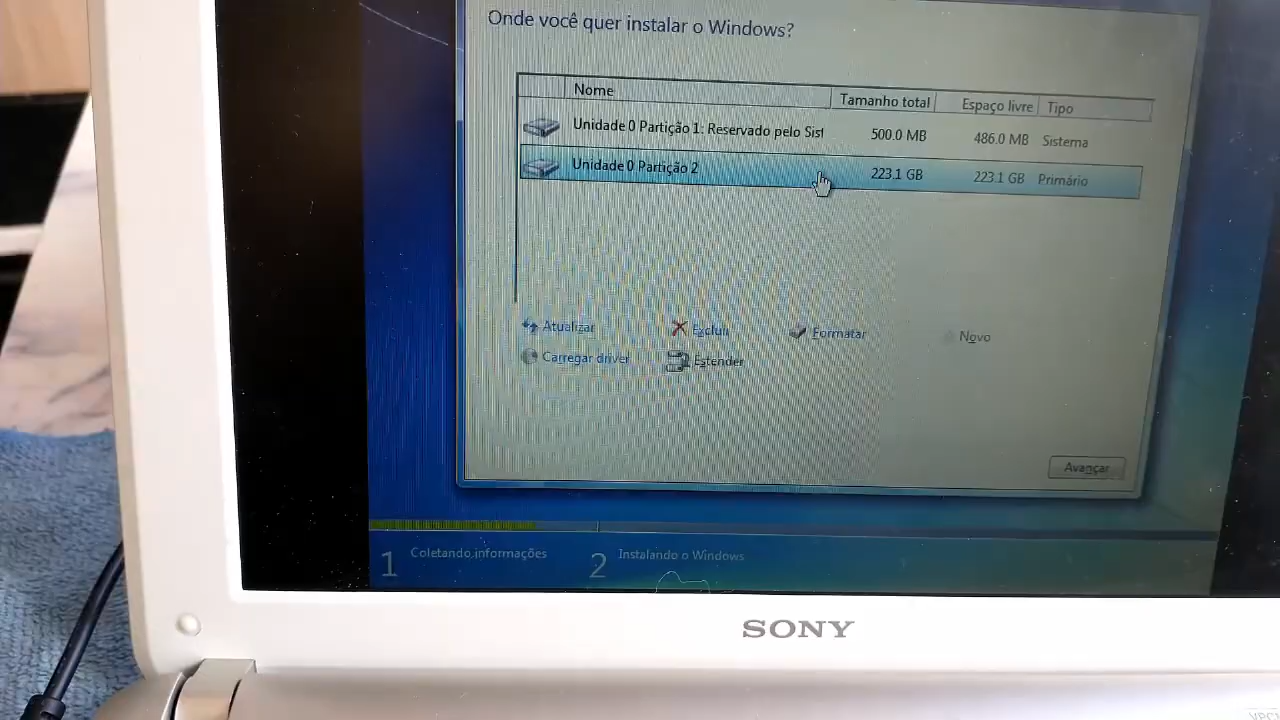 Onde você quer instalar o Windows?
Nome Tamanho total Espaço livre Tipo
Unidade 0 Partição 1: Reservado pelo Sist 500.0 MB 486.0 MB Sistema
Unidade 0 Partição 2 223.1 GB 223.1 GB Primário
Atualizar Excluir Formatar Novo
Carregar driver Estender
Avançar
1 Coletando informações 2 Instalando o Windows
SONY